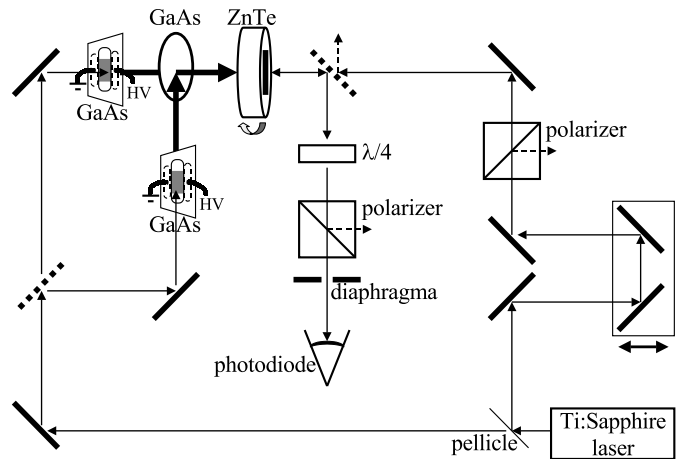 GaAs ZnTe
HV
GaAs
λ/4
polarizer
HV
GaAs
polarizer
diaphragma
photodiode
pellicle
Ti:Sapphire
laser